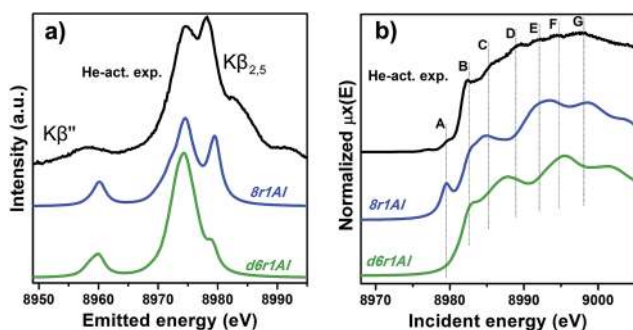 a)
He-act. exp.
Kβ2,5
Kβ"
8r1Al
d6r1Al
Intensity (a.u.)
8950 8960 8970 8980 8990
Emitted energy (eV)
b)
A B C D E F G
He-act. exp.
8r1Al
d6r1Al
Normalized μx(E)
8970 8980 8990 9000
Incident energy (eV)